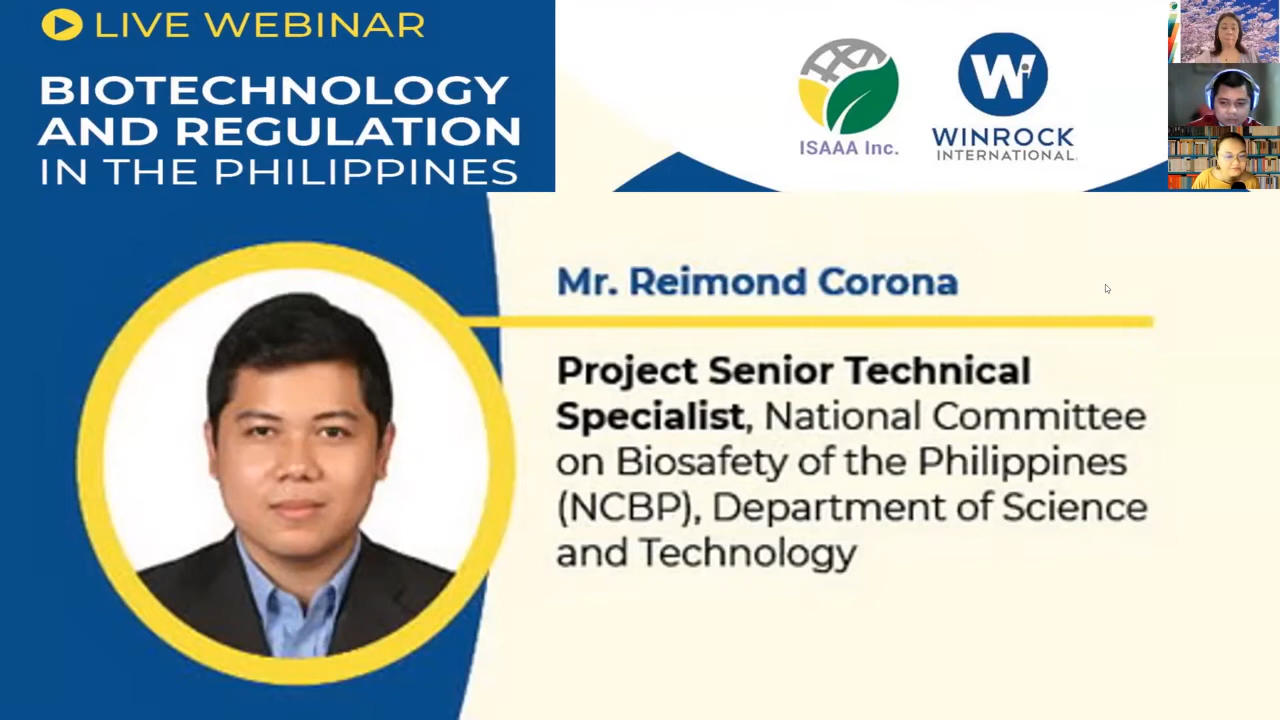 LIVE WEBINAR
BIOTECHNOLOGY
AND REGULATION
IN THE PHILIPPINES
ISAAA Inc.
WINROCK
INTERNATIONAL
Mr. Reimond Corona
Project Senior Technical
Specialist, National Committee
on Biosafety of the Philippines
(NCBP), Department of Science
and Technology